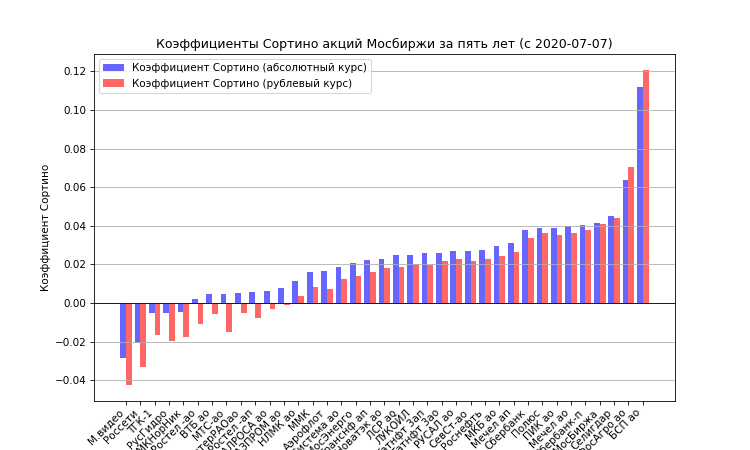 Коэффициенты Сортино акций Мосбиржи за пять лет (с 2020-07-07)
Коэффициент Сортино (абсолютный курс)
Коэффициент Сортино (рублевый курс)
Коэффициент Сортино
0.12
0.10
0.08
0.06
0.04
0.02
0.00
−0.02
−0.04
М.видео
Россети
ТГК-1
РусГидро
Ростел -ао
ВТБ ао
МТС-ао
НЛМК ао
ММК
Аэрофлот
ЛСР ао
ЛУКОЙЛ
РУСАЛ ао
СевСт-ао
Роснефть
МКБ ао
Мечел ап
Сбербанк
Полюс
ПИК ао
Мечел ао
МосБиржа
Селигдар
БСП ао